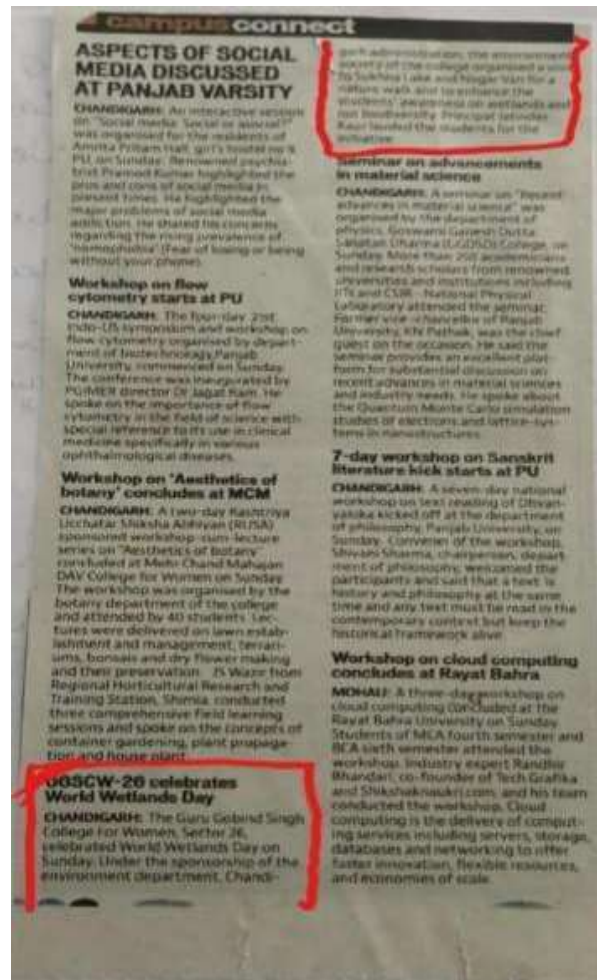 campus connect
ASPECTS OF SOCIAL
MEDIA DISCUSSED
AT PANJAB VARSITY
CHANDIGARH: An interactive session
on "Social media: Social or asocial?"
was organised for the residents of
Amrita Pritam Hall, girl's hostel no 9
PU, on Sunday. Renowned psychia-
trist Pramod Kumar highlighted the
pros and cons of social media in
present times. He highlighted the
major problems of social media
addiction. He shared his concerns
regarding the rising prevalence of
'nomophobia' (Fear of losing or being
without your phone).
Workshop on flow
cytometry starts at PU
CHANDIGARH: The four-day 21st
Indo-US symposium and workshop on
flow cytometry organised by depart-
ment of biotechnology, Panjab
University, commenced on Sunday.
The conference was inaugurated by
PGIMER director Dr Jagat Ram. He
spoke on the importance of flow
cytometry in the field of science with
special reference to its use in clinical
medicine specifically in various
ophthalmological diseases.
Workshop on 'Aesthetics of
botany' concludes at MCM
CHANDIGARH: A two-day Rashtriya
Ucchatar Shiksha Abhiyan (RUSA)
sponsored workshop-cum-lecture
series on "Aesthetics of botany"
concluded at Mehr Chand Mahajan
DAV College for Women on Sunday.
The workshop was organised by the
botany department of the college
and attended by 40 students. Lec-
tures were delivered on lawn estab-
lishment and management, terrari-
ums, bonsais and dry flower making
and their preservation. JS Wazir from
Regional Horticultural Research and
Training Station, Shimla, conducted
three comprehensive field learning
sessions and spoke on the concepts of
container gardening, plant propaga-
tion and house plant.
GGSCW-26 celebrates
World Wetlands Day
CHANDIGARH: The Guru Gobind Singh
College For Women, Sector 26,
celebrated World Wetlands Day on
Sunday. Under the sponsorship of the
environment department, Chandi-
garh administration, the environment
society of the college organised a visit
to Sukhna Lake and Nagar Van for a
nature walk and to enhance the
students' awareness on wetlands and
biodiversity. Principal Jatinder
Kaur lauded the students for the
initiative.
Seminar on advancements
in material science
CHANDIGARH: A seminar on "Recent
advances in material science" was
organised by the department of
physics, Goswami Ganesh Dutta
Sanatan Dharma (GGDSD) College, on
Sunday. More than 250 academicians
and research scholars from renowned
universities and institutions including
IITs and CSIR - National Physical
Laboratory attended the seminar.
Former vice-chancellor of Panjab
University, KN Pathak, was the chief
guest on the occasion. He said the
seminar provides an excellent plat-
form for substantial discussion on
recent advances in material sciences
and industry needs. He spoke about
the Quantum Monte Carlo simulation
studies of electrons and lattice-sys-
tems in nanostructures.
7-day workshop on Sanskrit
literature kick starts at PU
CHANDIGARH: A seven-day national
workshop on text reading of Dhvan-
yaloka kicked off at the department
of philosophy, Panjab University, on
Sunday. Convener of the workshop,
Shivani Sharma, chairperson, depart-
ment of philosophy, welcomed the
participants and said that a text is
history and philosophy at the same
time and any text must be read in the
contemporary context but keep the
historical framework alive.
Workshop on cloud computing
concludes at Rayat Bahra
MOHALI: A three-day workshop on
cloud computing concluded at the
Rayat Bahra University on Sunday.
Students of MCA fourth semester and
BCA sixth semester attended the
workshop. Industry expert Randhir
Bhandari, co-founder of Tech Grafika
and Shikshaknaukri.com, and his team
conducted the workshop. Cloud
computing is the delivery of comput-
ing services including servers, storage,
databases and networking to offer
faster innovation, flexible resources,
and economies of scale.